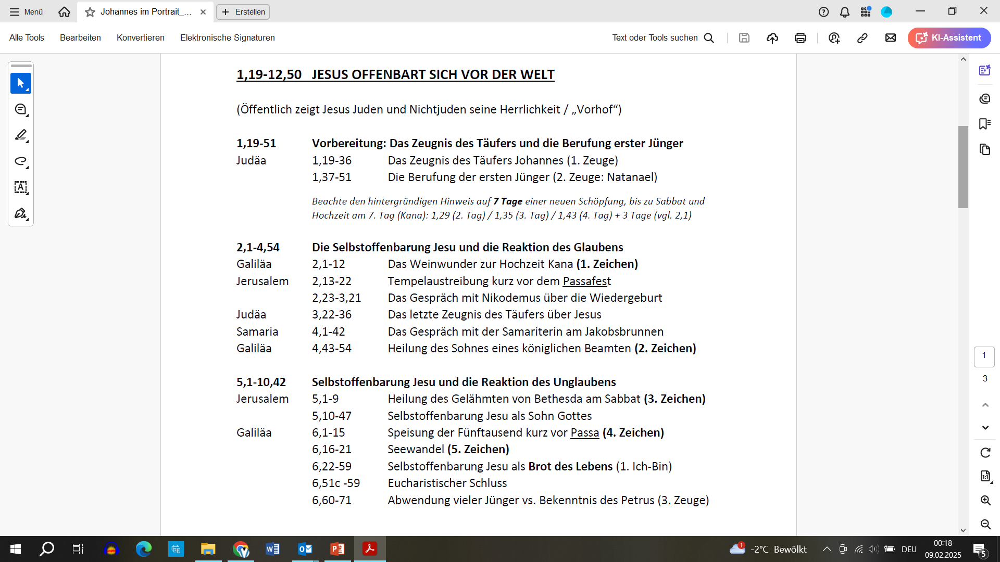 Menü
Johannes im Portrait_...
Erstellen
Alle Tools Bearbeiten Konvertieren Elektronische Signaturen
Text oder Tools suchen
KI-Assistent
1,19-12,50 JESUS OFFENBART SICH VOR DER WELT
(Öffentlich zeigt Jesus Juden und Nichtjuden seine Herrlichkeit / „Vorhof“)
1,19-51 Vorbereitung: Das Zeugnis des Täufers und die Berufung erster Jünger
Judäa 1,19-36 Das Zeugnis des Täufers Johannes (1. Zeuge)
1,37-51 Die Berufung der ersten Jünger (2. Zeuge: Natanael)
Beachte den hintergründigen Hinweis auf 7 Tage einer neuen Schöpfung, bis zu Sabbat und
Hochzeit am 7. Tag (Kana): 1,29 (2. Tag) / 1,35 (3. Tag) / 1,43 (4. Tag) + 3 Tage (vgl. 2,1)
2,1-4,54 Die Selbstoffenbarung Jesu und die Reaktion des Glaubens
Galiläa 2,1-12 Das Weinwunder zur Hochzeit Kana (1. Zeichen)
Jerusalem 2,13-22 Tempelaustreibung kurz vor dem Passafest
2,23-3,21 Das Gespräch mit Nikodemus über die Wiedergeburt
Judäa 3,22-36 Das letzte Zeugnis des Täufers über Jesus
Samaria 4,1-42 Das Gespräch mit der Samariterin am Jakobsbrunnen
Galiläa 4,43-54 Heilung des Sohnes eines königlichen Beamten (2. Zeichen)
5,1-10,42 Selbstoffenbarung Jesu und die Reaktion des Unglaubens
Jerusalem 5,1-9 Heilung des Gelähmten von Bethesda am Sabbat (3. Zeichen)
5,10-47 Selbstoffenbarung Jesu als Sohn Gottes
Galiläa 6,1-15 Speisung der Fünftausend kurz vor Passa (4. Zeichen)
6,16-21 Seewandel (5. Zeichen)
6,22-59 Selbstoffenbarung Jesu als Brot des Lebens (1. Ich-Bin)
6,51c -59 Eucharistischer Schluss
6,60-71 Abwendung vieler Jünger vs. Bekenntnis des Petrus (3. Zeuge)
1
3
1 -2°C Bewölkt
DEU
00:18
09.02.2025
5